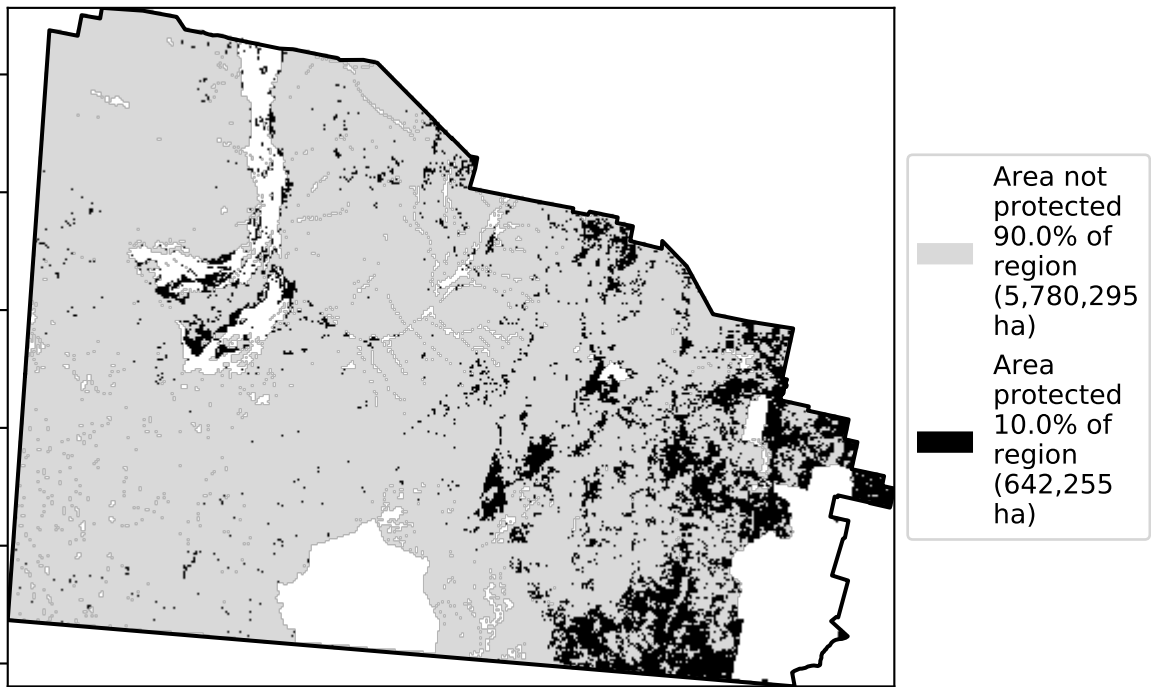 Area not
protected
90.0% of
region
(5,780,295
ha)
Area
protected
10.0% of
region
(642,255
ha)